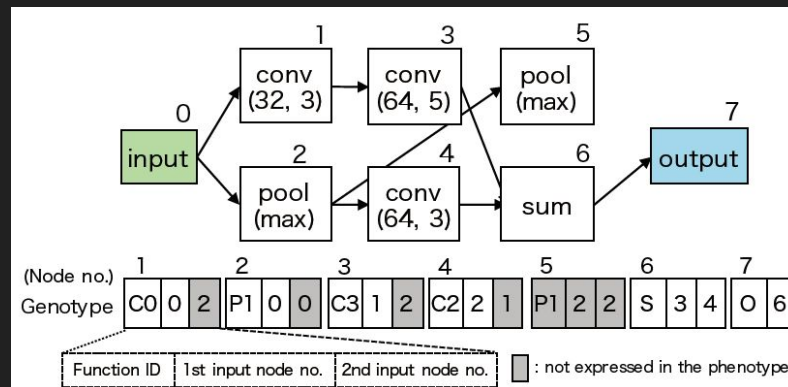 1 3 5
conv (32, 3) conv (64, 5) pool (max)
0 7
input output
2 4 6
pool (max) conv (64, 3) sum
(Node no.) 1 2 3 4 5 6 7
Genotype C0 0 2 P1 0 0 C3 1 2 C2 2 1 P1 2 2 S 3 4 O 6
Function ID 1st input node no. 2nd input node no. : not expressed in the phenotype